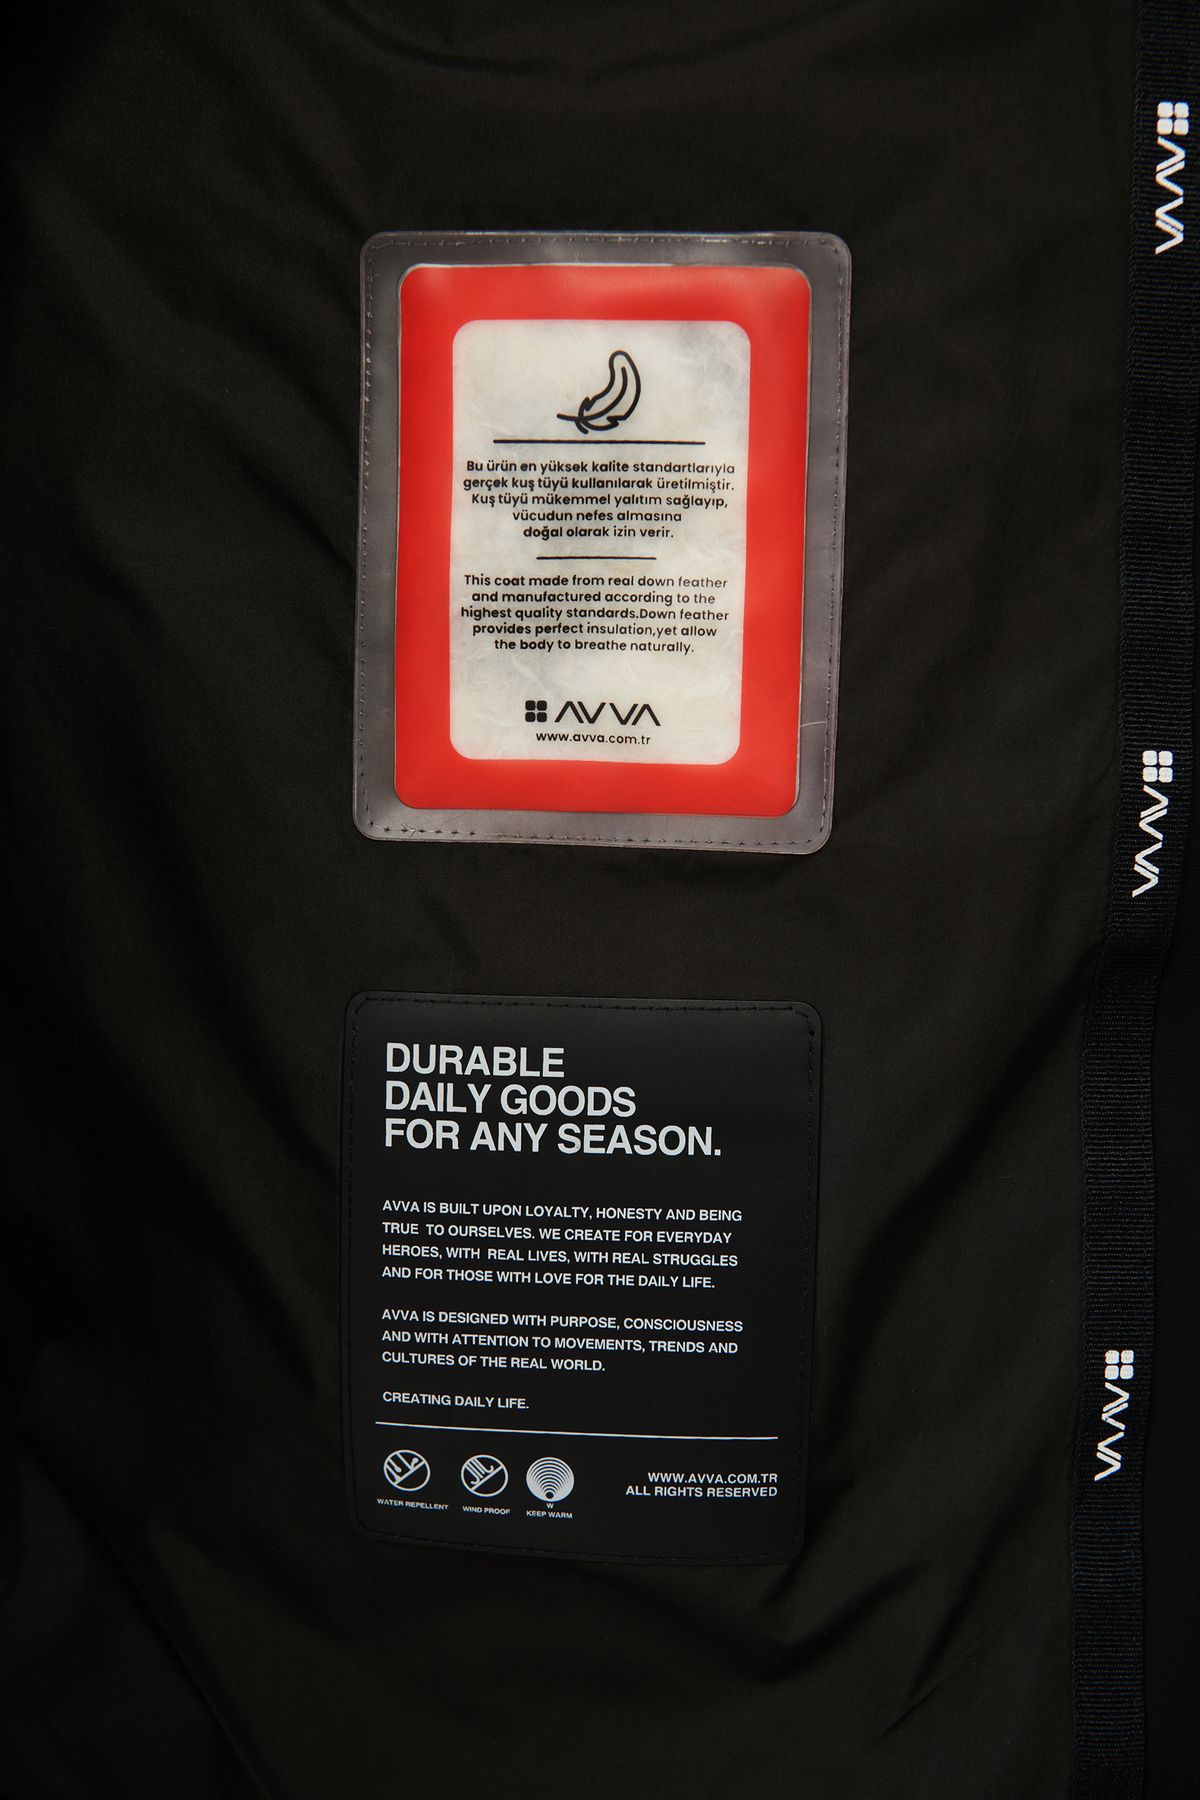 Bu ürün en yüksek kalite standartlarıyla
gerçek kuş tüyü kullanılarak üretilmiştir.
Kuş tüyü mükemmel yalıtım sağlayıp,
vücudun nefes almasına
doğal olarak izin verir.
This coat made from real down feather
and manufactured according to the
highest quality standards.Down feather
provides perfect insulation,yet allow
the body to breathe naturally.
AVVA
www.avva.com.tr
DURABLE
DAILY GOODS
FOR ANY SEASON.
AVVA IS BUILT UPON LOYALTY, HONESTY AND BEING
TRUE TO OURSELVES. WE CREATE FOR EVERYDAY
HEROES, WITH REAL LIVES, WITH REAL STRUGGLES
AND FOR THOSE WITH LOVE FOR THE DAILY LIFE.
AVVA IS DESIGNED WITH PURPOSE, CONSCIOUSNESS
AND WITH ATTENTION TO MOVEMENTS, TRENDS AND
CULTURES OF THE REAL WORLD.
CREATING DAILY LIFE.
WATER REPELLENT
WIND PROOF
W
KEEP WARM
WWW.AVVA.COM.TR
ALL RIGHTS RESERVED
AVVA
AVVA
AVVA